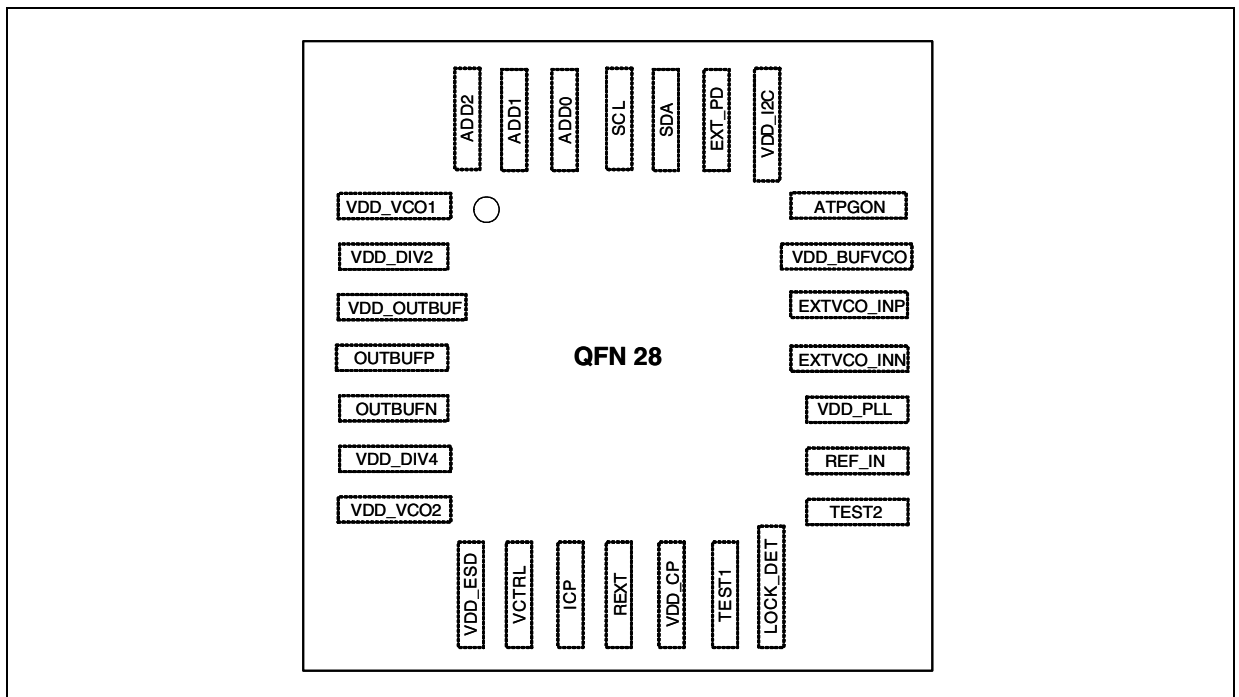 ADD2
ADD1
ADD0
SCL
SDA
EXT_PD
VDD_I2C
VDD_VCO1
ATPGON
VDD_DIV2
VDD_BUFVCO
VDD_OUTBUF
EXTVCO_INP
OUTBUFP
QFN 28
EXTVCO_INN
OUTBUFN
VDD_PLL
VDD_DIV4
REF_IN
VDD_VCO2
TEST2
VDD_ESD
VCTRL
ICP
REXT
VDD_CP
TEST1
LOCK_DET